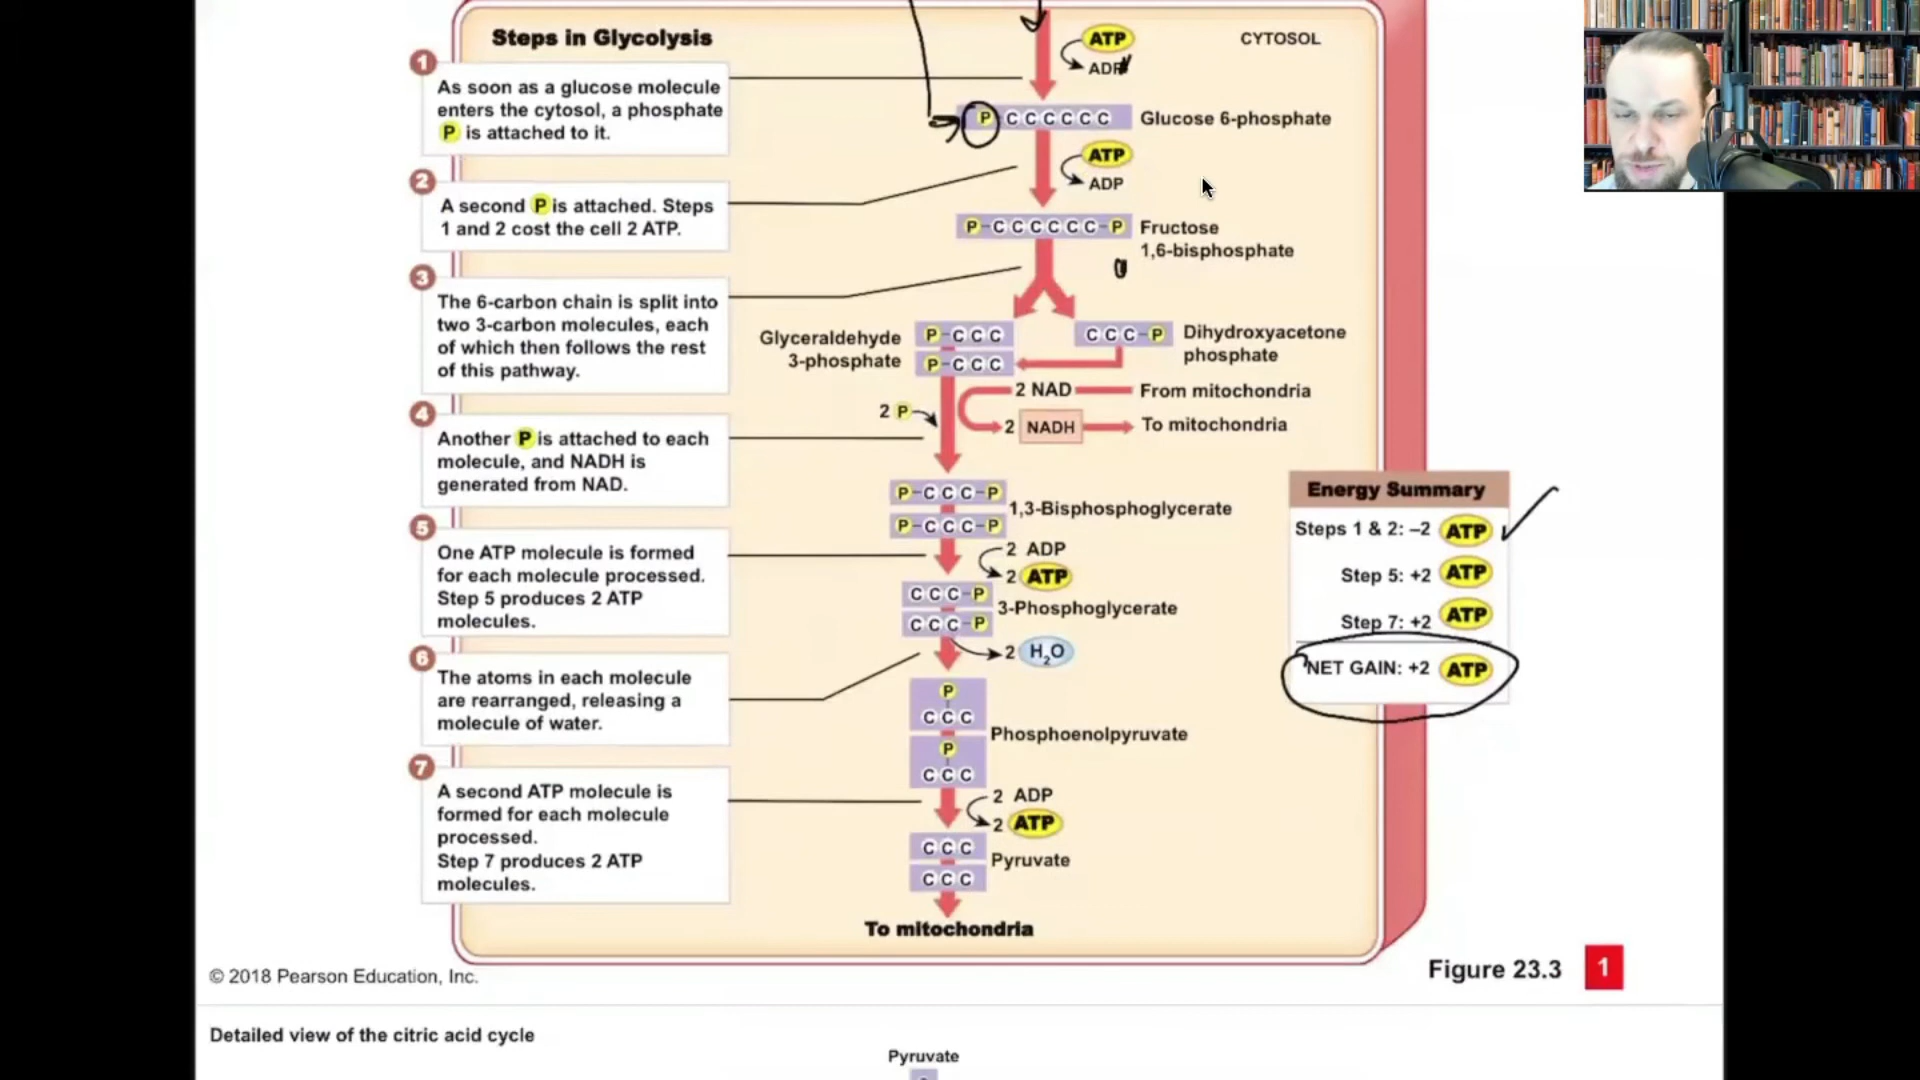 Steps in Glycolysis
CYTOSOL
1
As soon as a glucose molecule
enters the cytosol, a phosphate
P is attached to it.
ATP
ADP
P C C C C C C
Glucose 6-phosphate
2
A second P is attached. Steps
1 and 2 cost the cell 2 ATP.
ATP
ADP
P-C C C C C C-P
Fructose
1,6-bisphosphate
3
The 6-carbon chain is split into
two 3-carbon molecules, each
of which then follows the rest
of this pathway.
Glyceraldehyde
3-phosphate
P-C C C
P-C C C
C C C-P
Dihydroxyacetone
phosphate
2 NAD
From mitochondria
2 P
2 NADH
To mitochondria
4
Another P is attached to each
molecule, and NADH is
generated from NAD.
P-C C C-P
P-C C C-P
1,3-Bisphosphoglycerate
5
One ATP molecule is formed
for each molecule processed.
Step 5 produces 2 ATP
molecules.
2 ADP
2 ATP
C C C-P
C C C-P
3-Phosphoglycerate
2 H₂O
6
The atoms in each molecule
are rearranged, releasing a
molecule of water.
P
C C C
P
C C C
Phosphoenolpyruvate
7
A second ATP molecule is
formed for each molecule
processed.
Step 7 produces 2 ATP
molecules.
2 ADP
2 ATP
C C C
C C C
Pyruvate
To mitochondria
Energy Summary
Steps 1 & 2: –2 ATP
Step 5: +2 ATP
Step 7: +2 ATP
NET GAIN: +2 ATP
© 2018 Pearson Education, Inc.
Figure 23.3 1
Detailed view of the citric acid cycle
Pyruvate